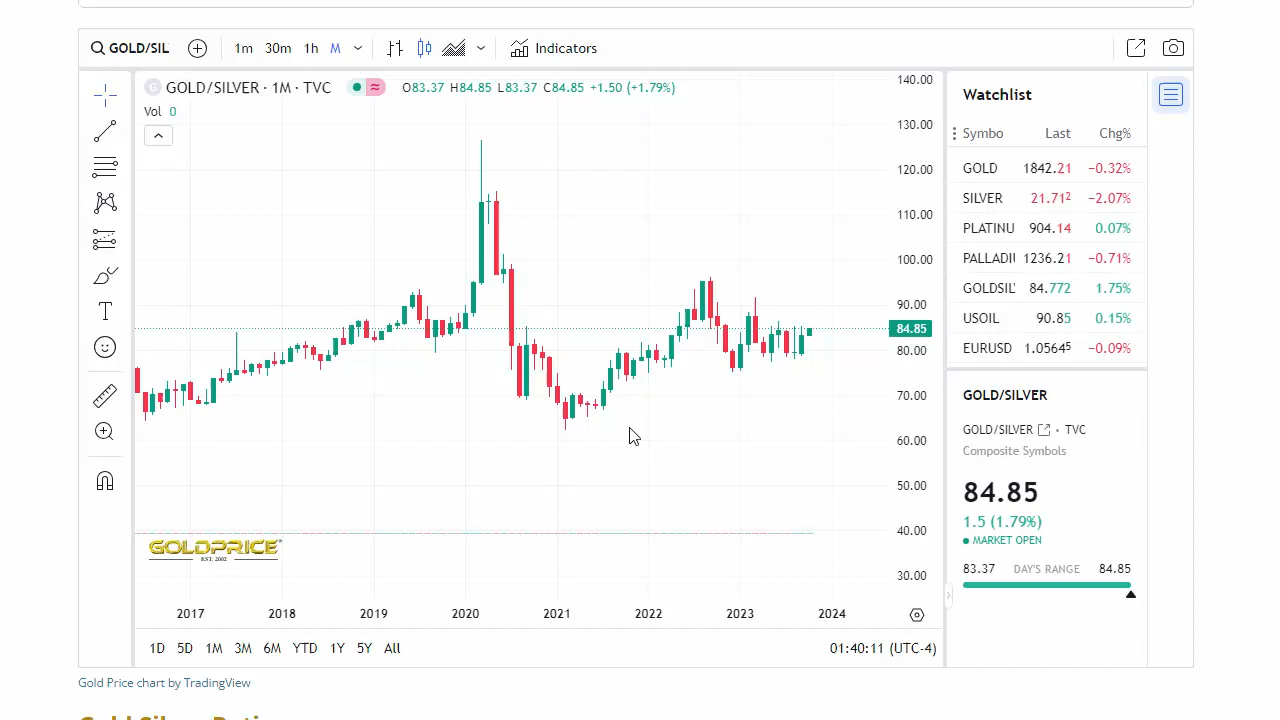 GOLD/SIL 1m 30m 1h M Indicators
GOLD/SILVER · 1M · TVC O83.37 H84.85 L83.37 C84.85 +1.50 (+1.79%)
Vol 0
140.00
130.00
120.00
110.00
100.00
90.00
84.85
80.00
70.00
60.00
50.00
40.00
30.00
GOLDPRICE
EST. 2002
2017 2018 2019 2020 2021 2022 2023 2024
1D 5D 1M 3M 6M YTD 1Y 5Y All 01:40:11 (UTC-4)
Watchlist
Symbo Last Chg%
GOLD 1842.21 −0.32%
SILVER 21.71² −2.07%
PLATINU 904.14 0.07%
PALLADI 1236.21 −0.71%
GOLDSIL 84.772 1.75%
USOIL 90.85 0.15%
EURUSD 1.0564⁵ −0.09%
GOLD/SILVER
GOLD/SILVER · TVC
Composite Symbols
84.85
1.5 (1.79%)
MARKET OPEN
83.37 DAY'S RANGE 84.85
Gold Price chart by TradingView